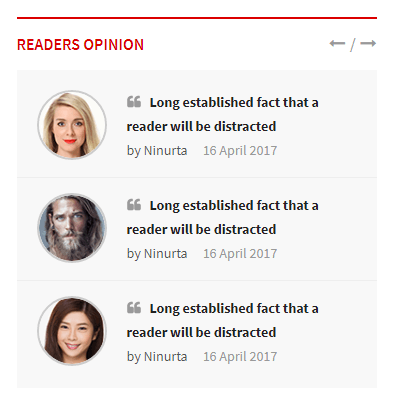 READERS OPINION
/
Long established fact that a
reader will be distracted
by Ninurta 16 April 2017
Long established fact that a
reader will be distracted
by Ninurta 16 April 2017
Long established fact that a
reader will be distracted
by Ninurta 16 April 2017